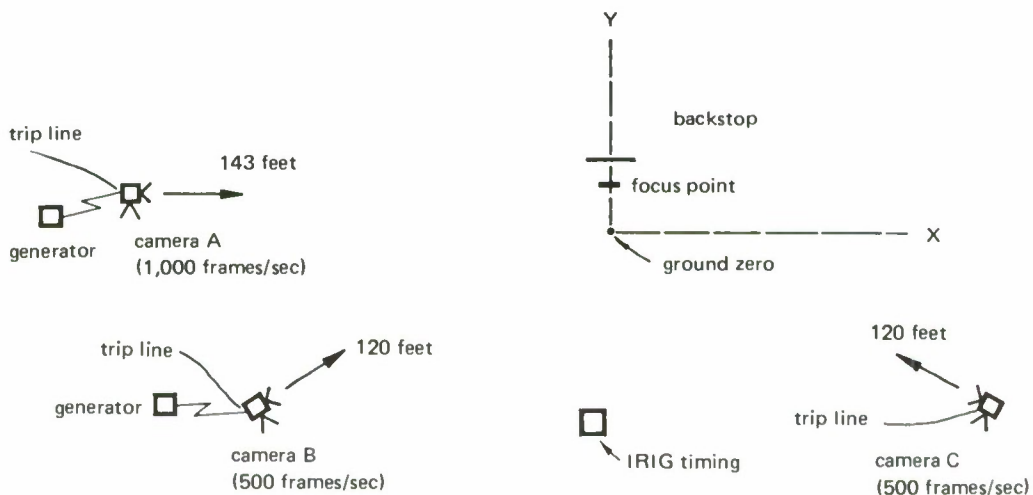 Y
backstop
trip line
143 feet
focus point
generator
camera A
(1,000 frames/sec)
X
ground zero
trip line
120 feet
120 feet
generator
trip line
camera B
(500 frames/sec)
IRIG timing
camera C
(500 frames/sec)